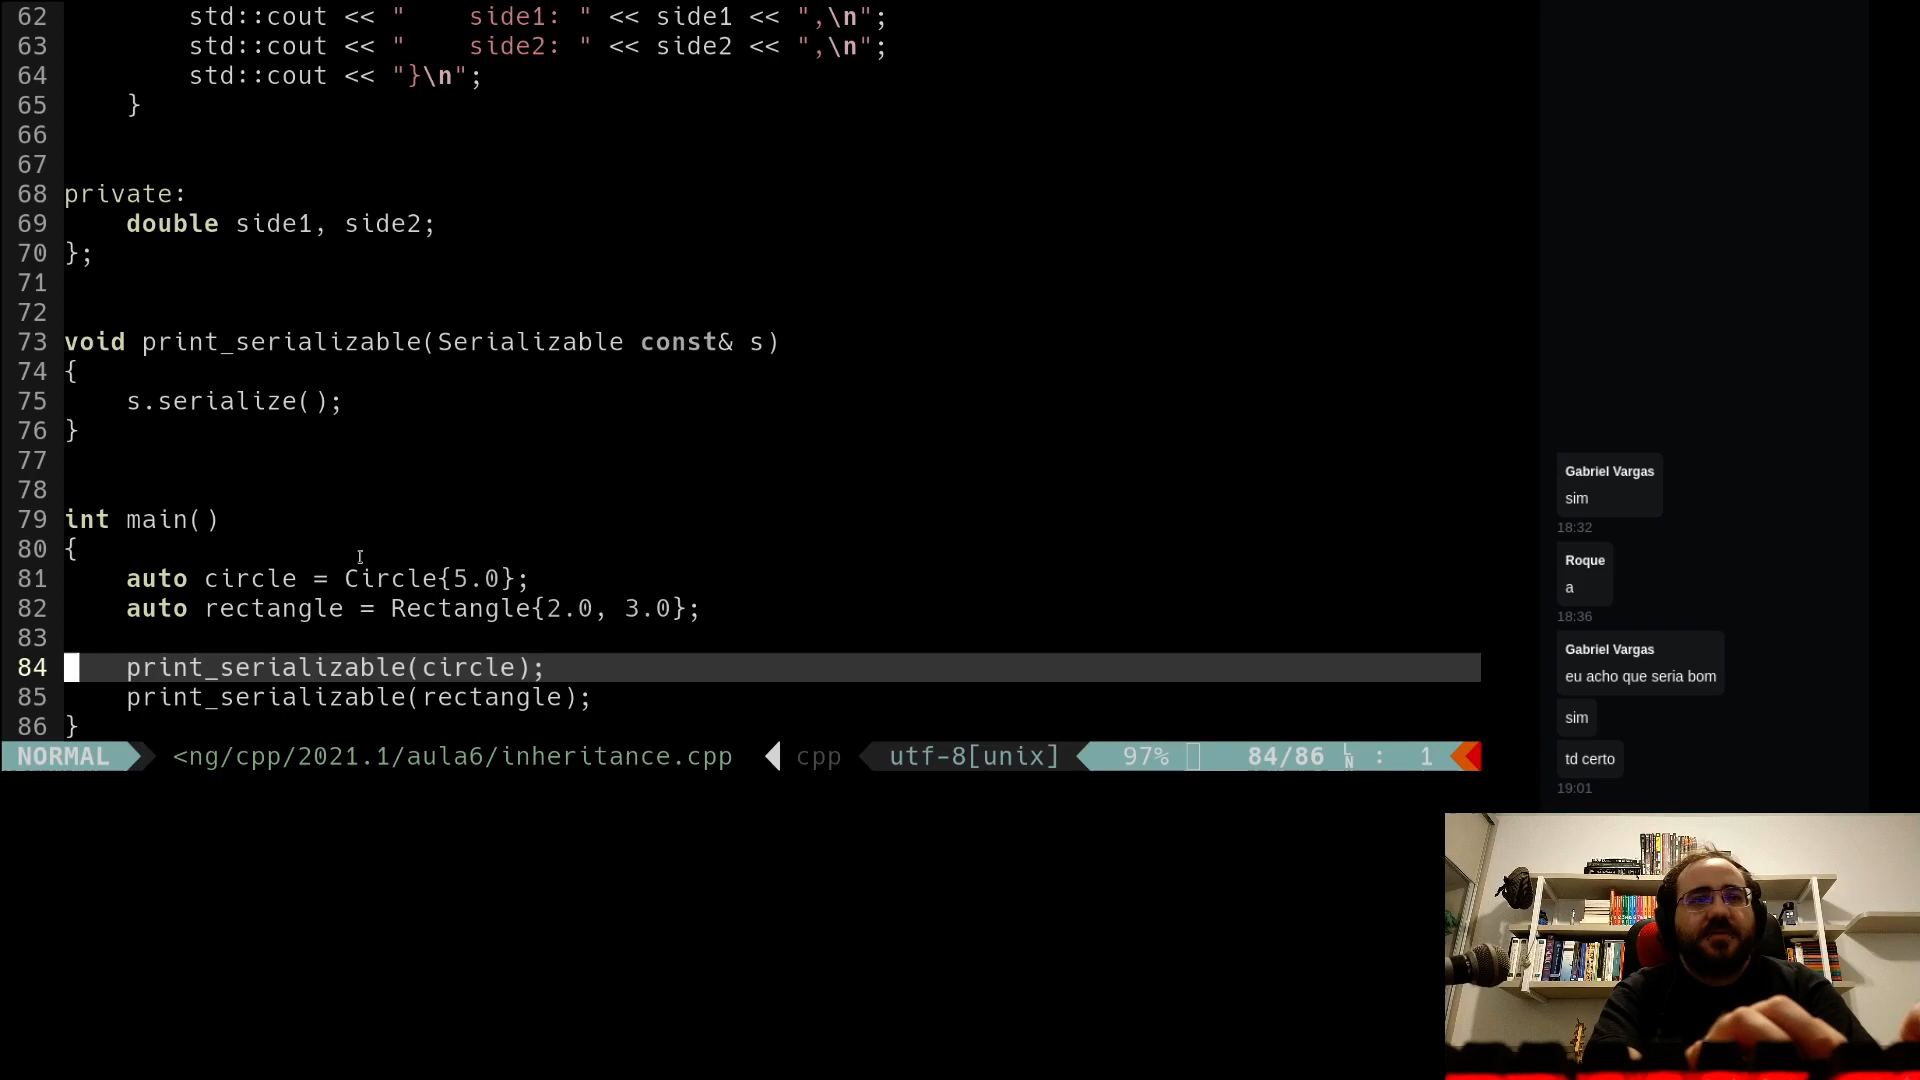 62         std::cout << "    side1: " << side1 << ",\n";
63         std::cout << "    side2: " << side2 << ",\n";
64         std::cout << "}\n";
65     }
66
67
68 private:
69     double side1, side2;
70 };
71
72
73 void print_serializable(Serializable const& s)
74 {
75     s.serialize();
76 }
77
78
79 int main()
80 {
81     auto circle = Circle{5.0};
82     auto rectangle = Rectangle{2.0, 3.0};
83
84     print_serializable(circle);
85     print_serializable(rectangle);
86 }
NORMAL <ng/cpp/2021.1/aula6/inheritance.cpp cpp utf-8[unix] 97% 84/86 LN : 1
Gabriel Vargas
sim
18:32
Roque
a
18:36
Gabriel Vargas
eu acho que seria bom
sim
td certo
19:01